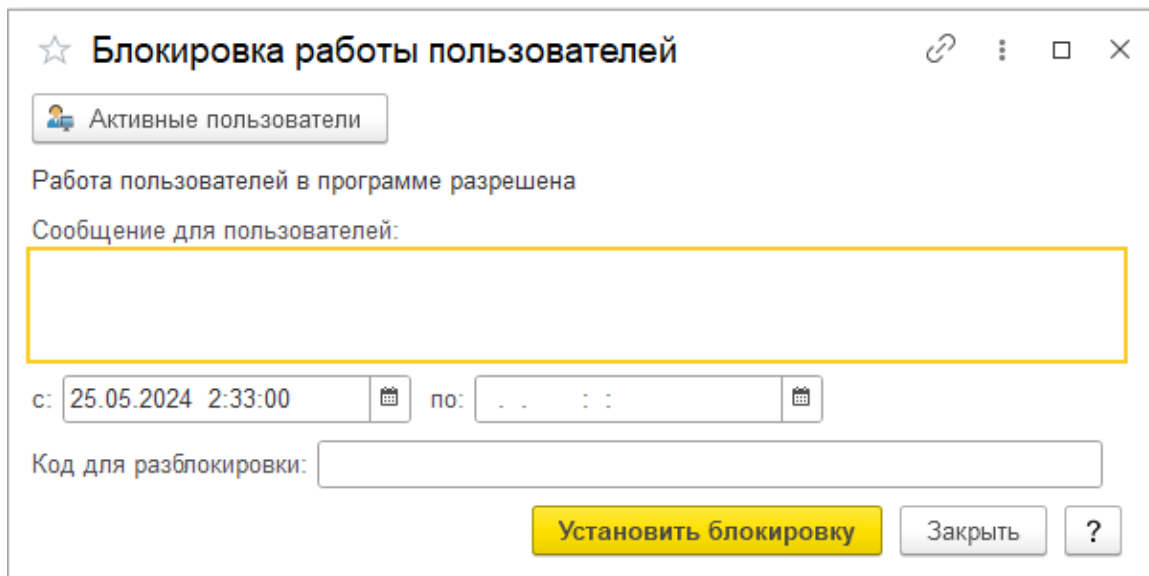 Блокировка работы пользователей
Активные пользователи
Работа пользователей в программе разрешена
Сообщение для пользователей:
с: 25.05.2024 2:33:00 по: . . : :
Код для разблокировки:
Установить блокировку Закрыть ?